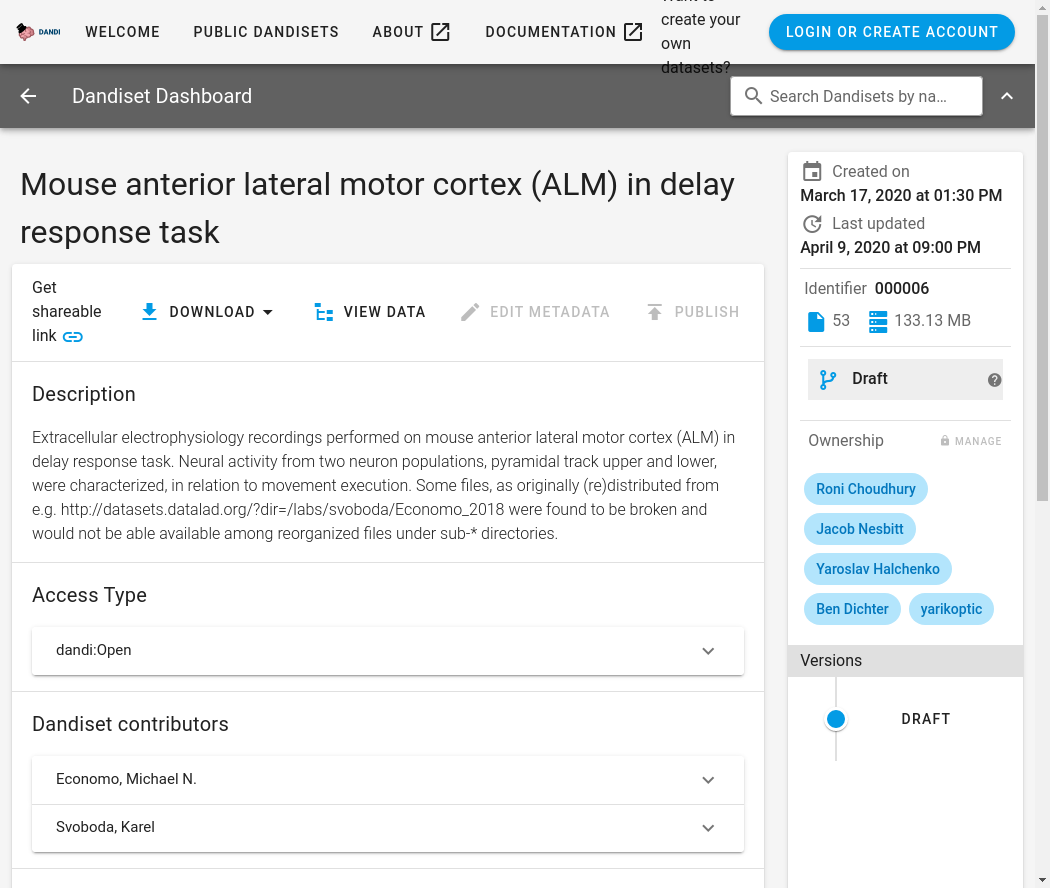 DANDI
WELCOME
PUBLIC DANDISETS
ABOUT
DOCUMENTATION
create your
own
datasets?
LOGIN OR CREATE ACCOUNT
Dandiset Dashboard
Search Dandisets by na…
Mouse anterior lateral motor cortex (ALM) in delay
response task
Get
shareable
link
DOWNLOAD
VIEW DATA
EDIT METADATA
PUBLISH
Description
Extracellular electrophysiology recordings performed on mouse anterior lateral motor cortex (ALM) in
delay response task. Neural activity from two neuron populations, pyramidal track upper and lower,
were characterized, in relation to movement execution. Some files, as originally (re)distributed from
e.g. http://datasets.datalad.org/?dir=/labs/svoboda/Economo_2018 were found to be broken and
would not be able available among reorganized files under sub-* directories.
Access Type
dandi:Open
Dandiset contributors
Economo, Michael N.
Svoboda, Karel
Created on
March 17, 2020 at 01:30 PM
Last updated
April 9, 2020 at 09:00 PM
Identifier 000006
53 133.13 MB
Draft
Ownership MANAGE
Roni Choudhury
Jacob Nesbitt
Yaroslav Halchenko
Ben Dichter yarikoptic
Versions
DRAFT